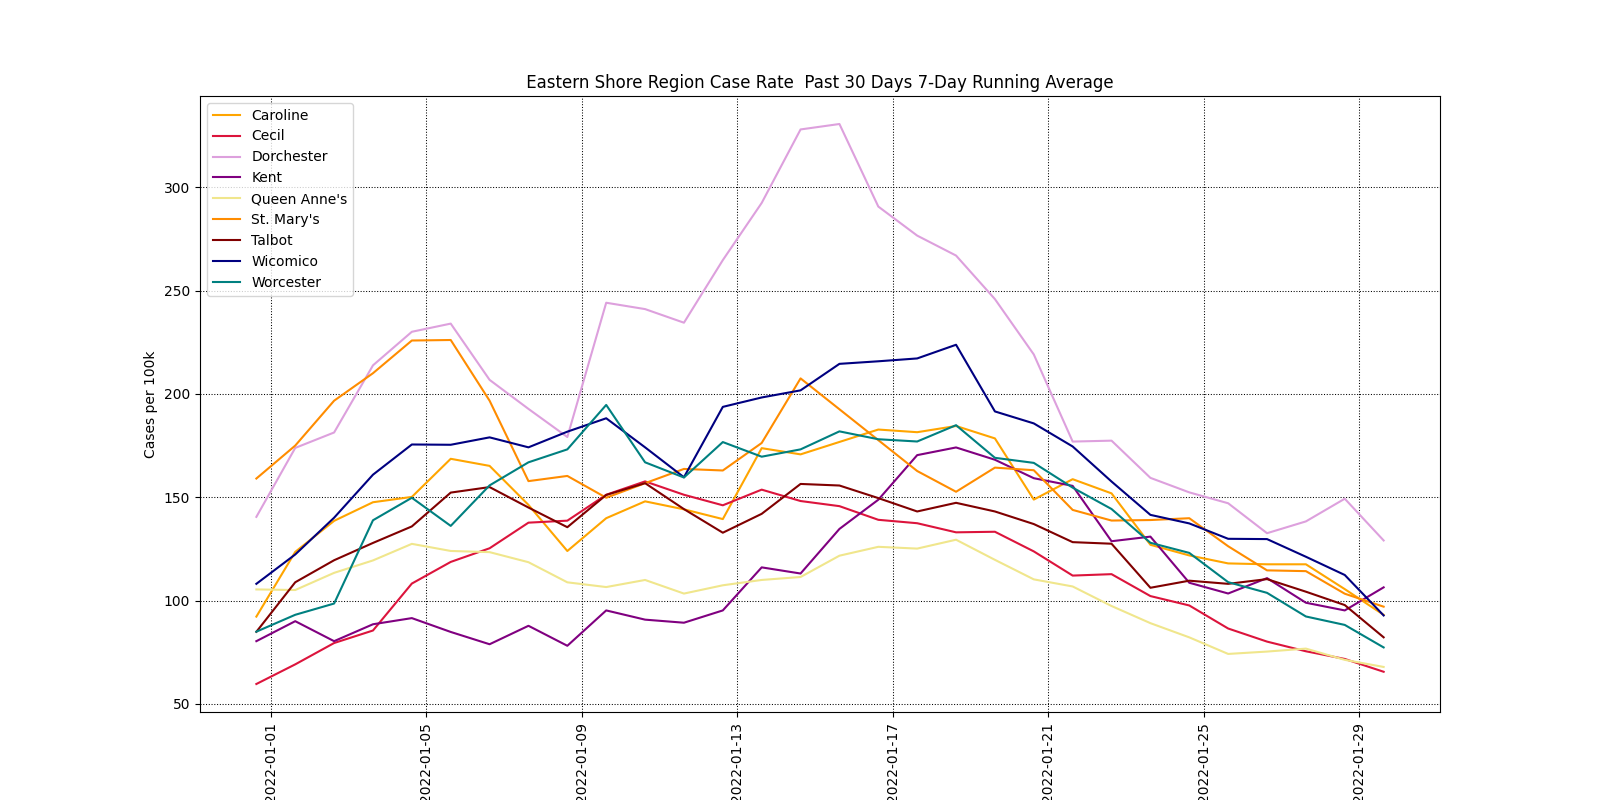 Eastern Shore Region Case Rate  Past 30 Days 7-Day Running Average
Caroline
Cecil
Dorchester
Kent
Queen Anne's
St. Mary's
Talbot
Wicomico
Worcester
300
250
200
150
100
50
Cases per 100k
2022-01-01
2022-01-05
2022-01-09
2022-01-13
2022-01-17
2022-01-21
2022-01-25
2022-01-29